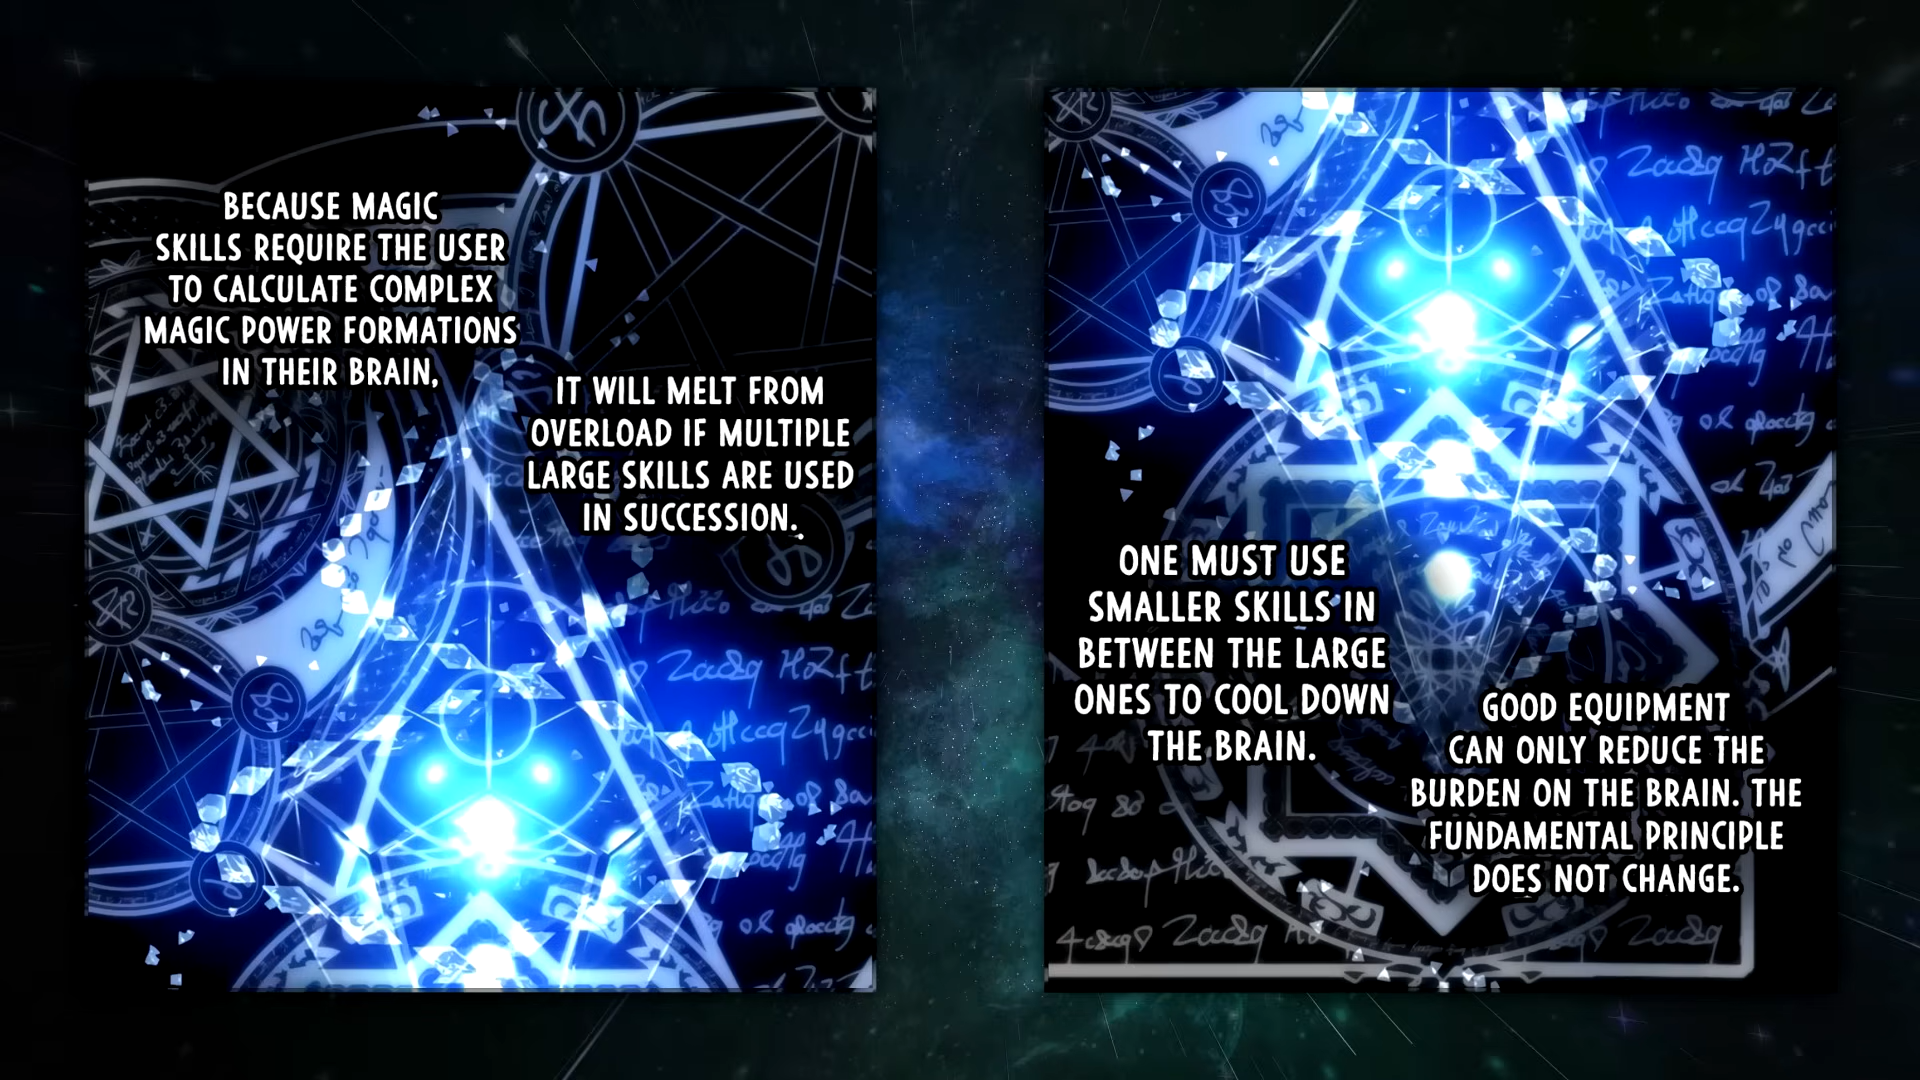 BECAUSE MAGIC
SKILLS REQUIRE THE USER
TO CALCULATE COMPLEX
MAGIC POWER FORMATIONS
IN THEIR BRAIN,
IT WILL MELT FROM
OVERLOAD IF MULTIPLE
LARGE SKILLS ARE USED
IN SUCCESSION.
ONE MUST USE
SMALLER SKILLS IN
BETWEEN THE LARGE
ONES TO COOL DOWN
THE BRAIN.
GOOD EQUIPMENT
CAN ONLY REDUCE THE
BURDEN ON THE BRAIN. THE
FUNDAMENTAL PRINCIPLE
DOES NOT CHANGE.